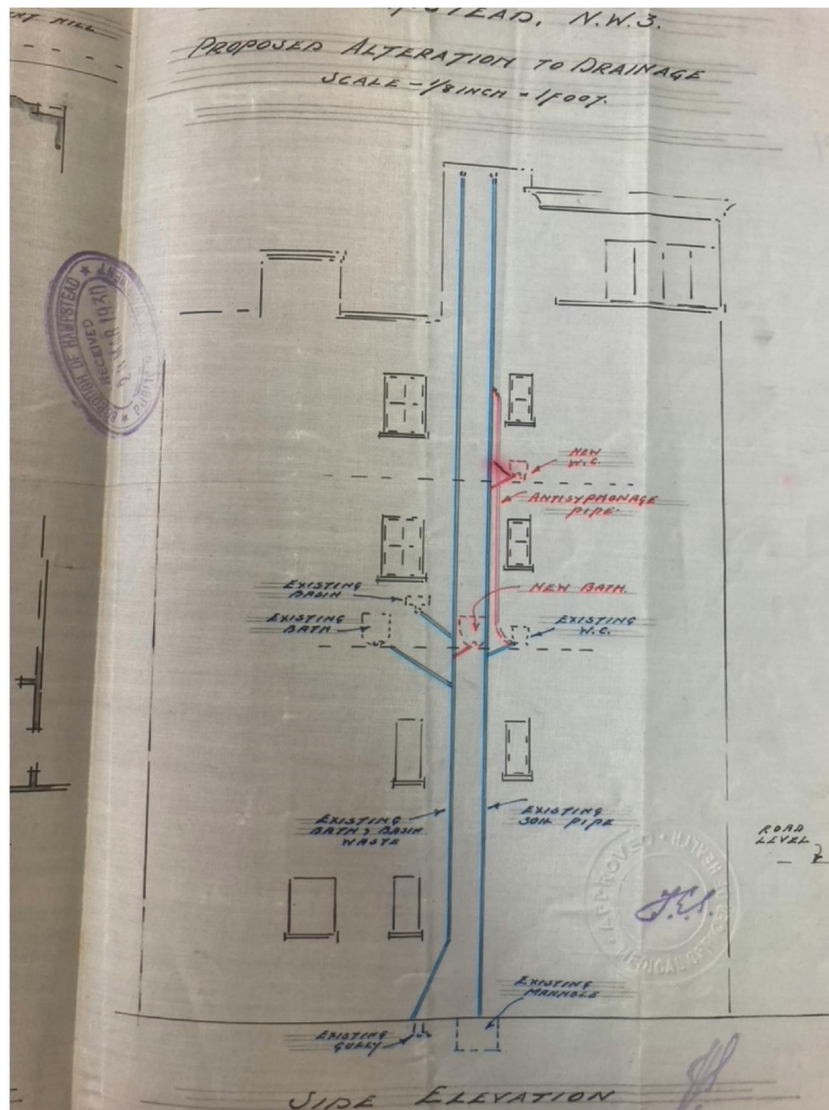 HAMPSTEAD, N.W.3.
PROPOSED ALTERATION TO DRAINAGE
SCALE - 1/8 INCH = 1 FOOT.
HILL
BOROUGH OF HAMPSTEAD
RECEIVED
NEW
W.C.
ANTISYPHONAGE
PIPE.
EXISTING
BASIN
NEW BATH.
EXISTING
BATH
EXISTING
W.C.
EXISTING
BATH & BASIN
WASTE
EXISTING
SOIL PIPE
ROAD
LEVEL
APPROVED
HEALTH
MEDICAL
EXISTING
MANHOLE
EXISTING
GULLY
SIDE ELEVATION